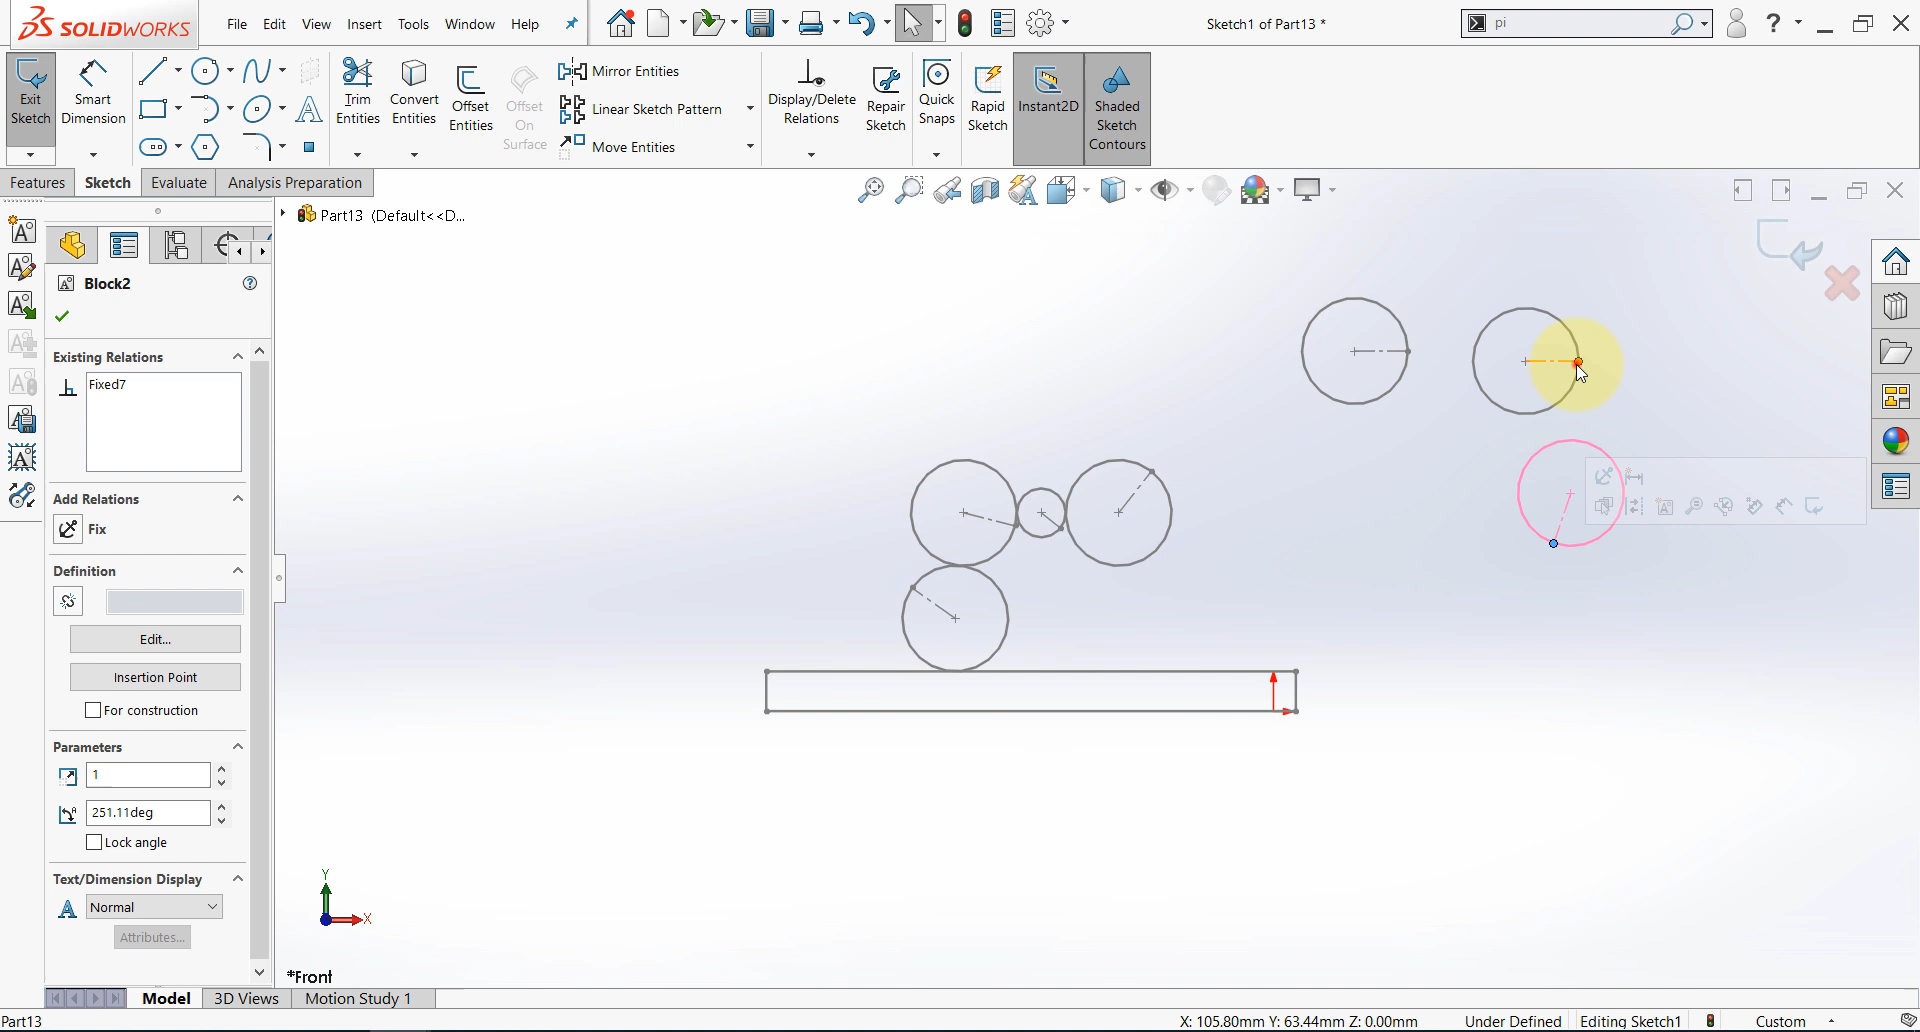 SOLIDWORKS
File Edit View Insert Tools Window Help
Sketch1 of Part13 *
pi
Exit Sketch
Smart Dimension
Trim Entities
Convert Entities
Offset Entities
Offset On Surface
Mirror Entities
Linear Sketch Pattern
Move Entities
Display/Delete Relations
Repair Sketch
Quick Snaps
Rapid Sketch
Instant2D
Shaded Sketch Contours
Features Sketch Evaluate Analysis Preparation
Part13 (Default<<D...
Block2
Existing Relations
Fixed7
Add Relations
Fix
Definition
Edit...
Insertion Point
For construction
Parameters
1
251.11deg
Lock angle
Text/Dimension Display
Normal
Attributes...
Y
X
*Front
Model 3D Views Motion Study 1
Part13
X: 105.80mm Y: 63.44mm Z: 0.00mm Under Defined Editing Sketch1 Custom